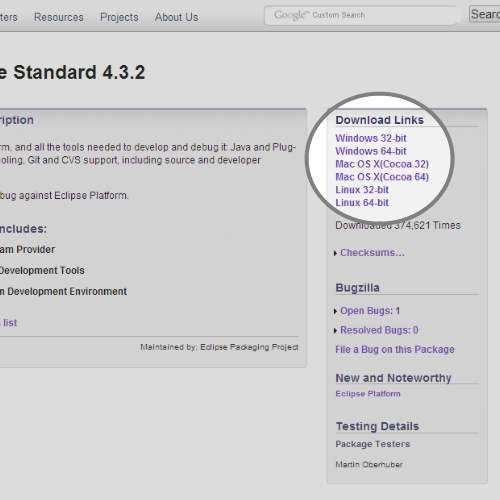 ters Resources Projects About Us
Google™ Custom Search
Searc
e Standard 4.3.2
ription
rm, and all the tools needed to develop and debug it: Java and Plug-
ooling, Git and CVS support, including source and developer
bug against Eclipse Platform.
ncludes:
am Provider
Development Tools
n Development Environment
s list
Maintained by: Eclipse Packaging Project
Download Links
Windows 32-bit
Windows 64-bit
Mac OS X(Cocoa 32)
Mac OS X(Cocoa 64)
Linux 32-bit
Linux 64-bit
Downloaded 374,621 Times
Checksums...
Bugzilla
Open Bugs: 1
Resolved Bugs: 0
File a Bug on this Package
New and Noteworthy
Eclipse Platform
Testing Details
Package Testers
Martin Oberhuber